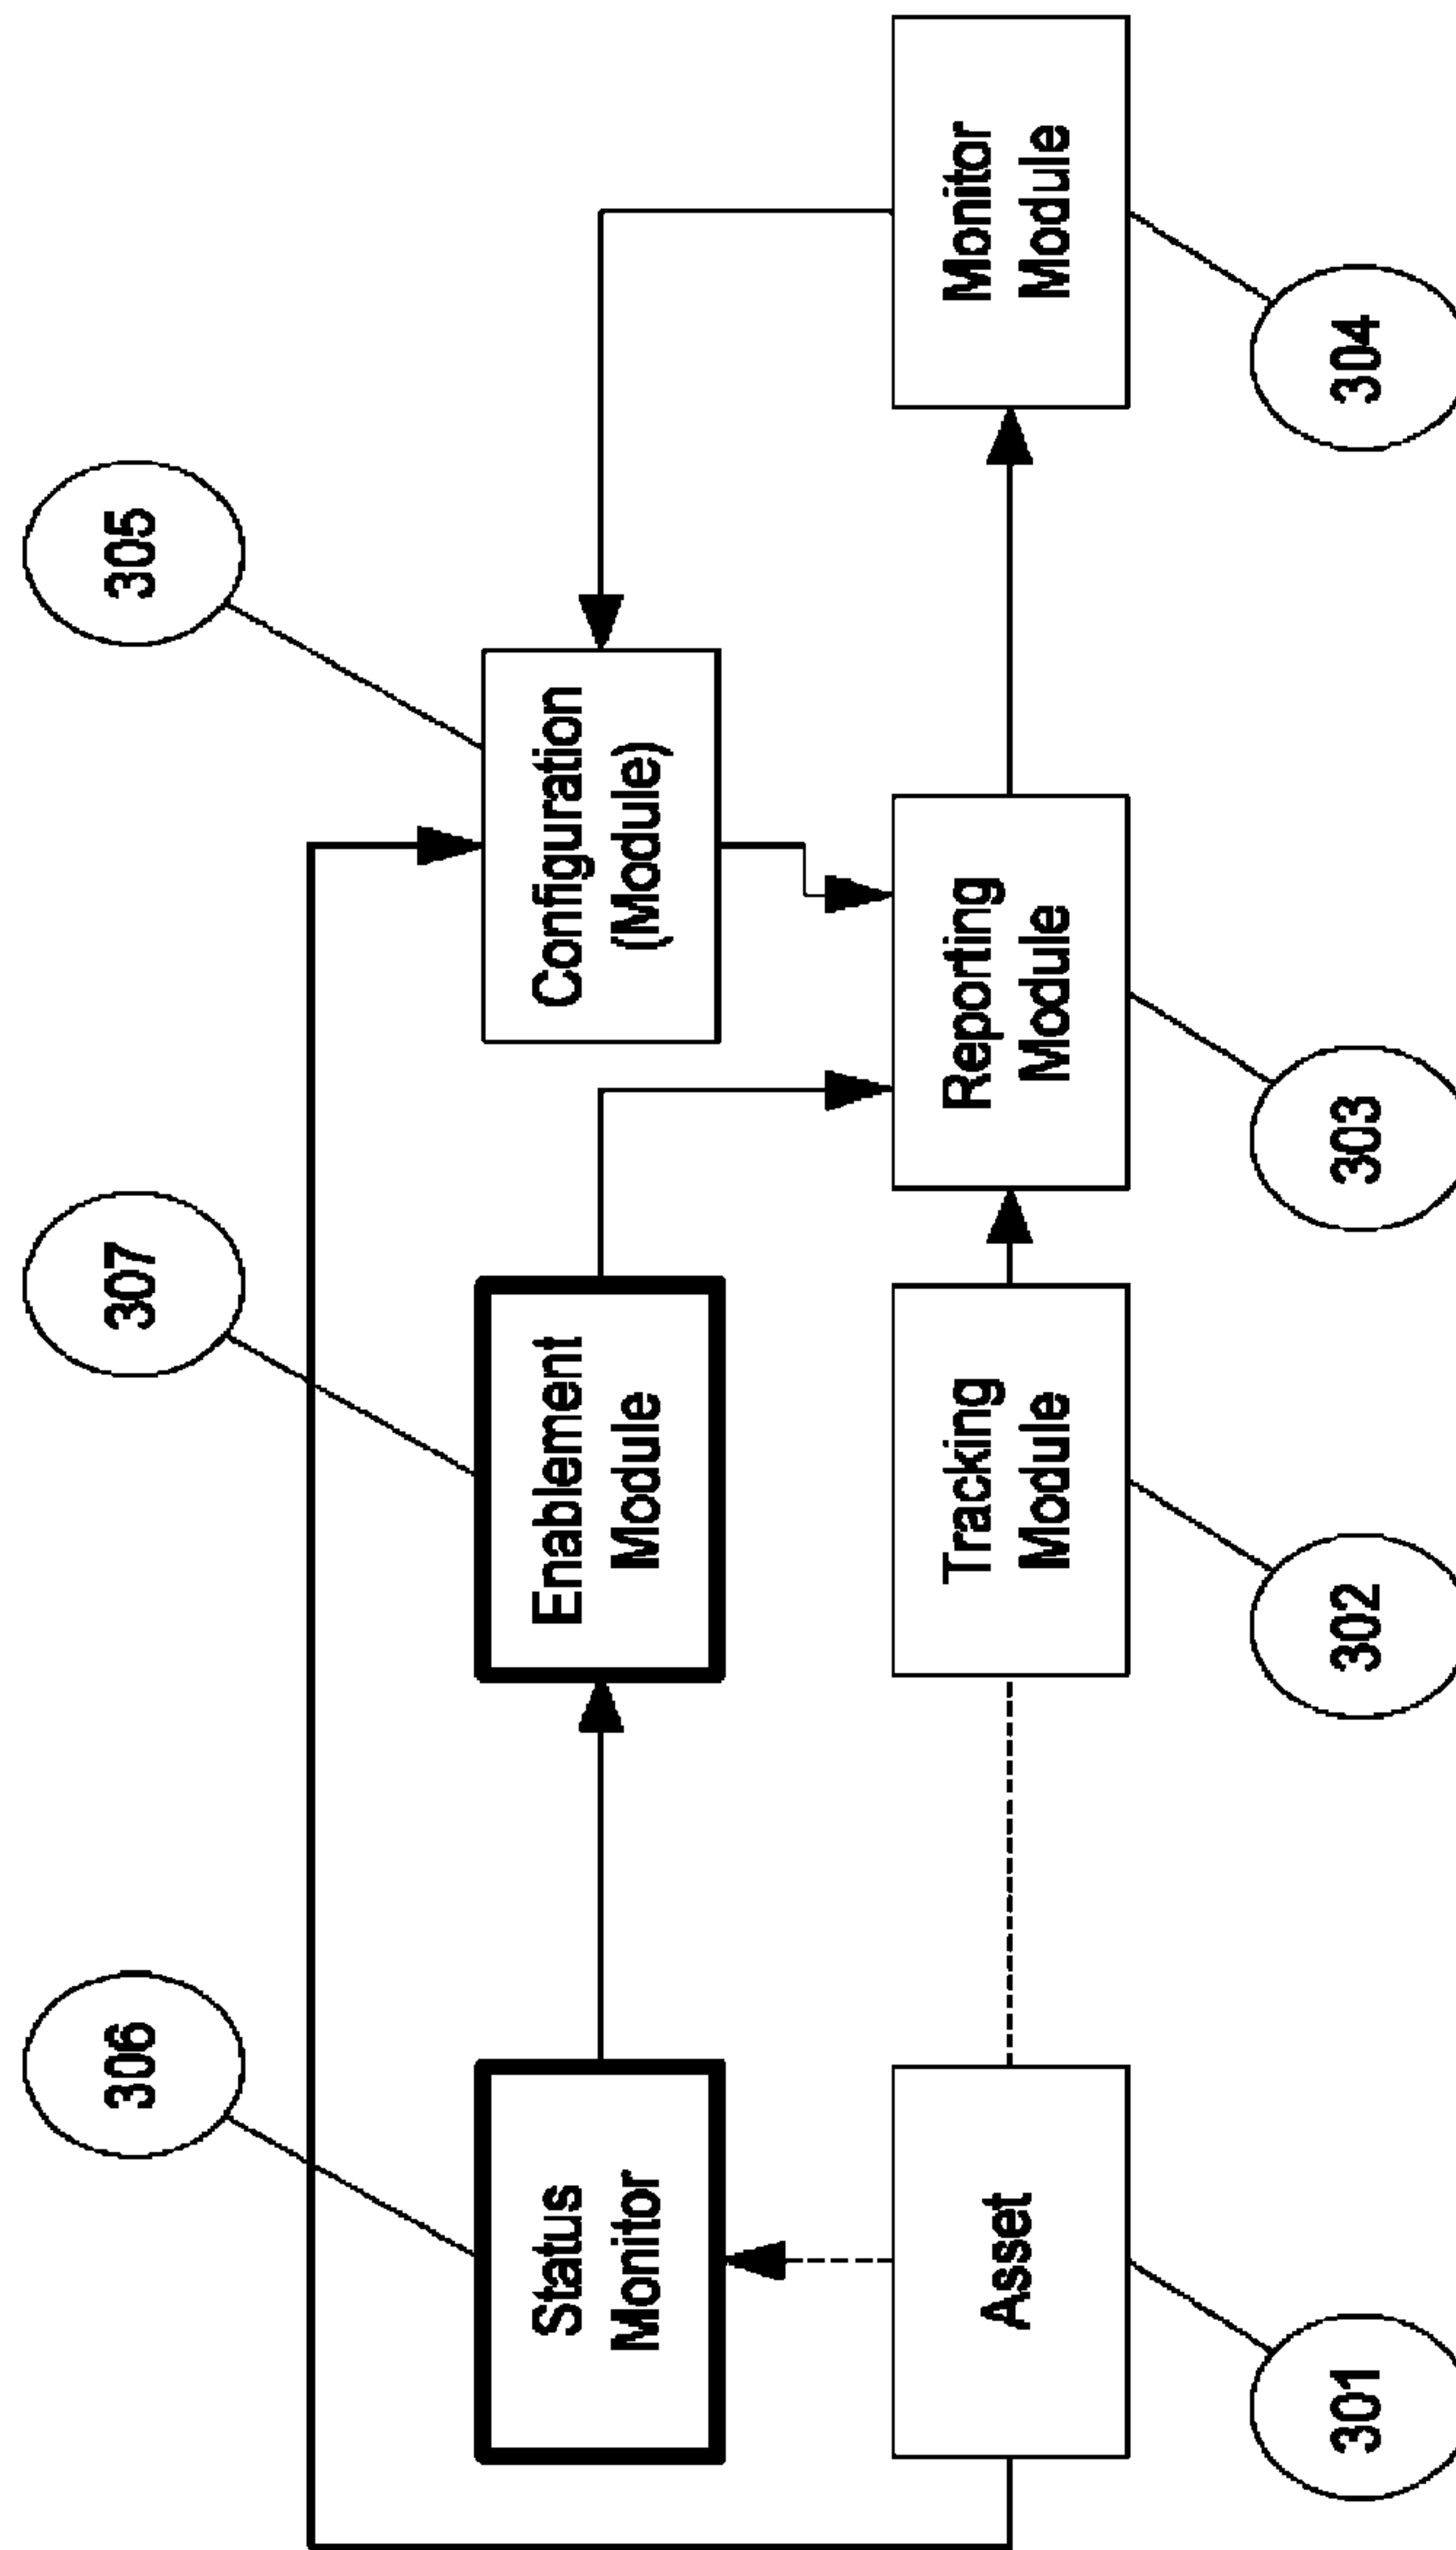 306
307
305
Status
Monitor
Enablement
Module
Configuration
(Module)
Asset
Tracking
Module
Reporting
Module
Monitor
Module
301
302
303
304